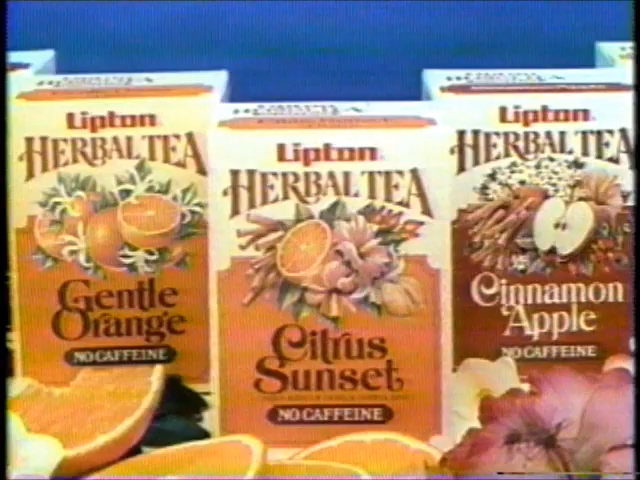 Lipton
HERBAL TEA
Gentle
Orange
NO CAFFEINE
Lipton
HERBAL TEA
Citrus
Sunset
NO CAFFEINE
Lipton
HERBAL TEA
Cinnamon
Apple
NO CAFFEINE